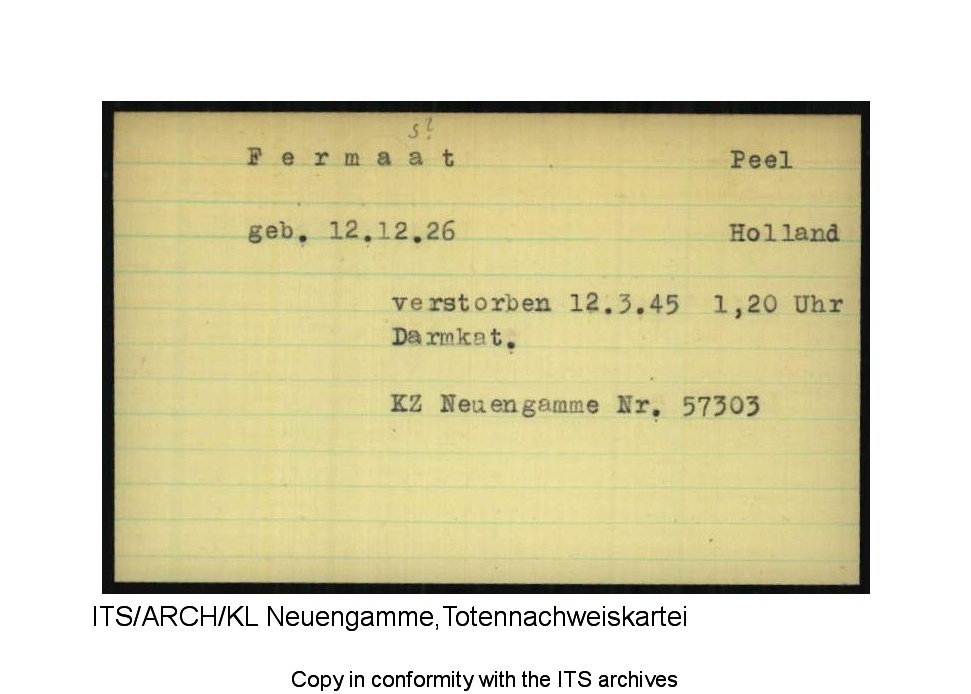 s?
Fermaat Peel
geb. 12.12.26 Holland
verstorben 12.3.45 1,20 Uhr
Darmkat.
KZ Neuengamme Nr. 57303
ITS/ARCH/KL Neuengamme, Totennachweiskartei
Copy in conformity with the ITS archives